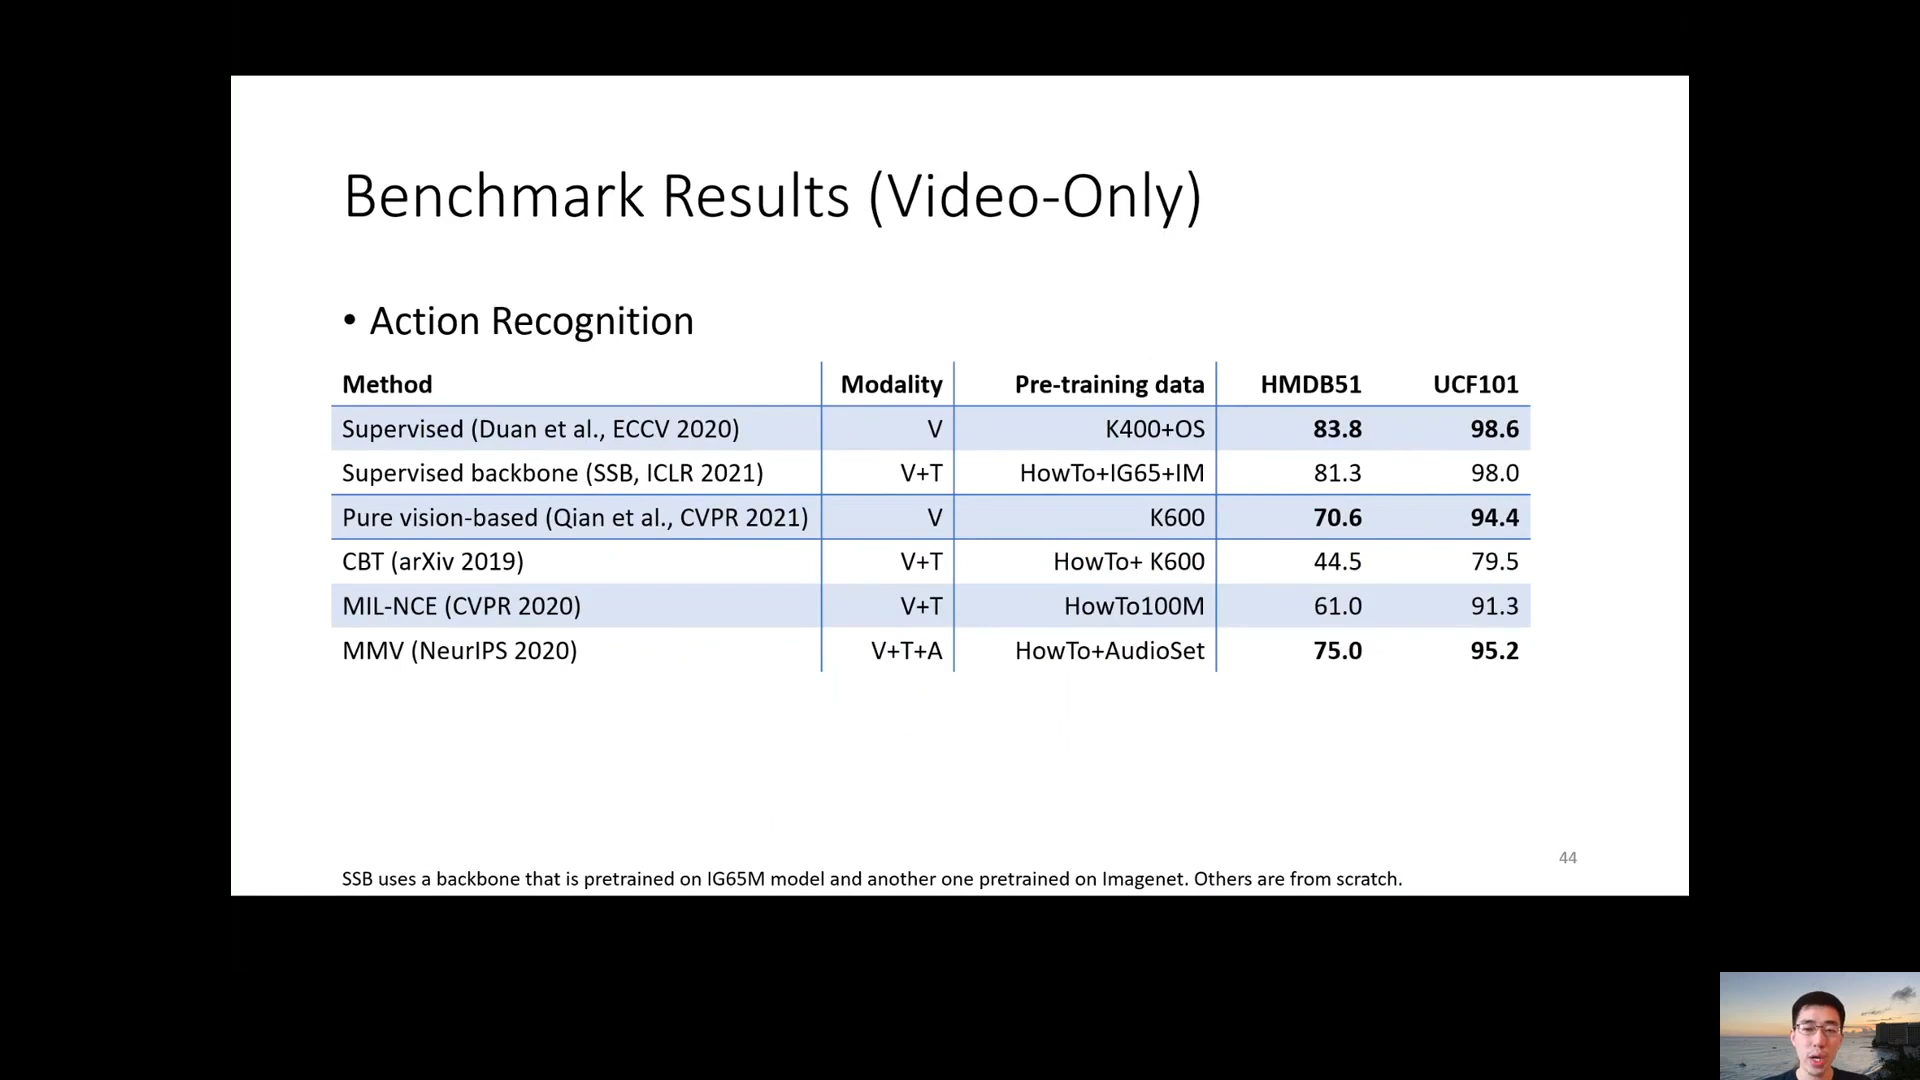 Benchmark Results (Video-Only)
• Action Recognition
Method Modality Pre-training data HMDB51 UCF101
Supervised (Duan et al., ECCV 2020) V K400+OS 83.8 98.6
Supervised backbone (SSB, ICLR 2021) V+T HowTo+IG65+IM 81.3 98.0
Pure vision-based (Qian et al., CVPR 2021) V K600 70.6 94.4
CBT (arXiv 2019) V+T HowTo+ K600 44.5 79.5
MIL-NCE (CVPR 2020) V+T HowTo100M 61.0 91.3
MMV (NeurIPS 2020) V+T+A HowTo+AudioSet 75.0 95.2
44
SSB uses a backbone that is pretrained on IG65M model and another one pretrained on Imagenet. Others are from scratch.